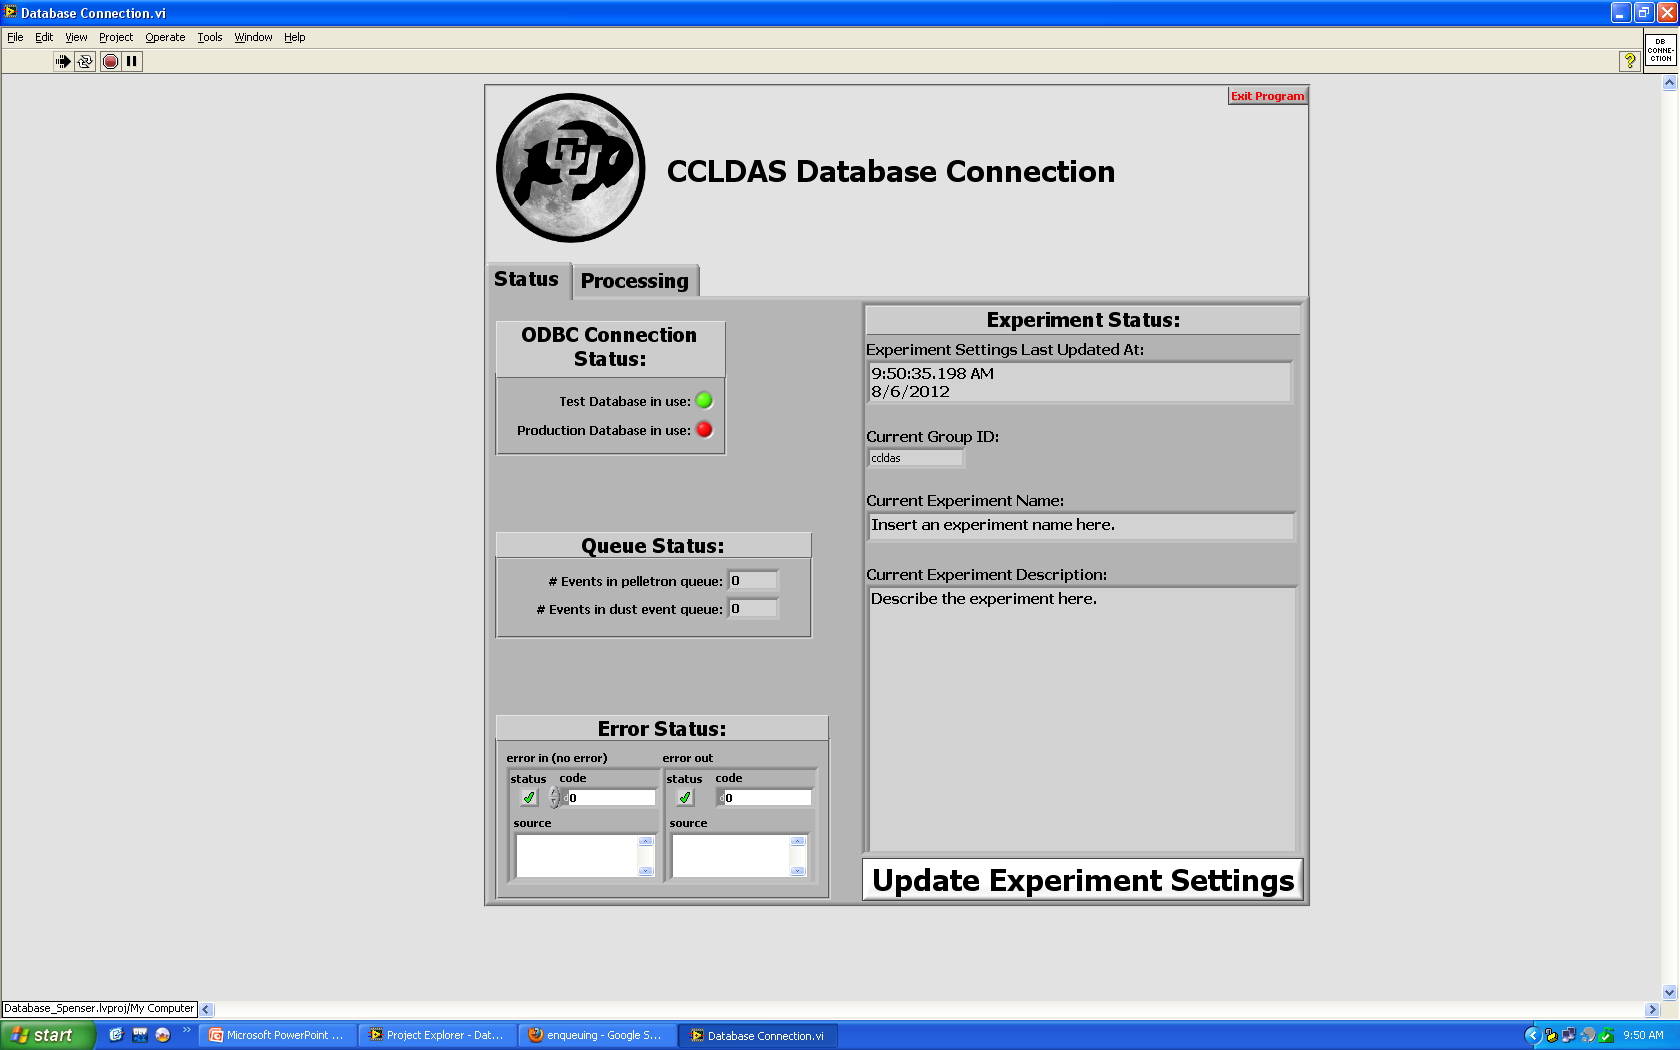 Database Connection.vi
File Edit View Project Operate Tools Window Help
DB
CONNE-
CTION
Exit Program
CCLDAS Database Connection
Status Processing
ODBC Connection
Status:
Test Database in use:
Production Database in use:
Queue Status:
# Events in pelletron queue: 0
# Events in dust event queue: 0
Error Status:
error in (no error) error out
status code status code
d0 d0
source source
Experiment Status:
Experiment Settings Last Updated At:
9:50:35.198 AM
8/6/2012
Current Group ID:
ccldas
Current Experiment Name:
Insert an experiment name here.
Current Experiment Description:
Describe the experiment here.
Update Experiment Settings
Database_Spenser.lvproj/My Computer
start Microsoft PowerPoint ... Project Explorer - Dat... enqueuing - Google S... Database Connection.vi 9:50 AM